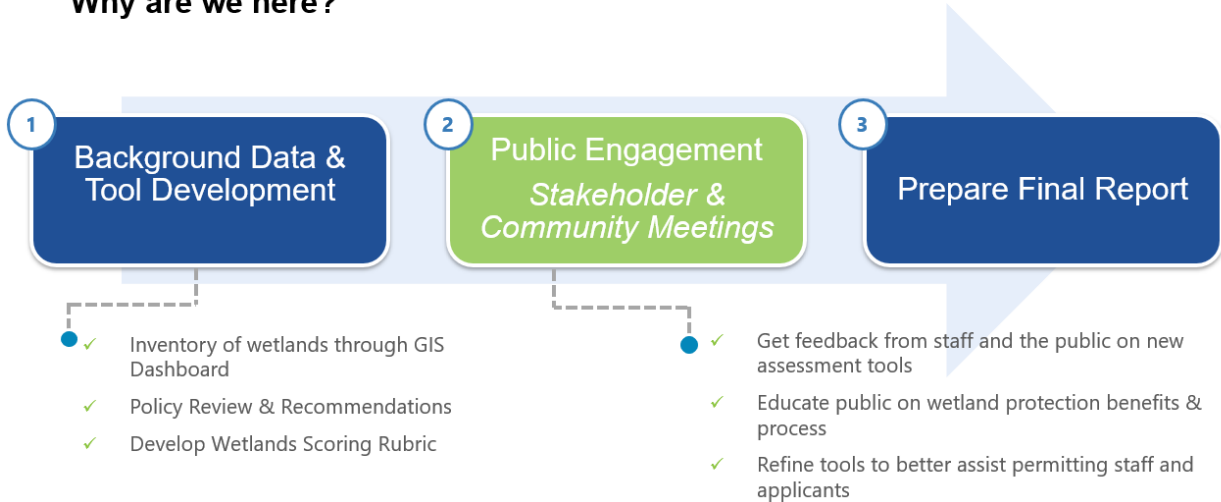 Why are we here?
1
Background Data &
Tool Development
2
Public Engagement
Stakeholder &
Community Meetings
3
Prepare Final Report
Inventory of wetlands through GIS
Dashboard
Policy Review & Recommendations
Develop Wetlands Scoring Rubric
Get feedback from staff and the public on new
assessment tools
Educate public on wetland protection benefits &
process
Refine tools to better assist permitting staff and
applicants